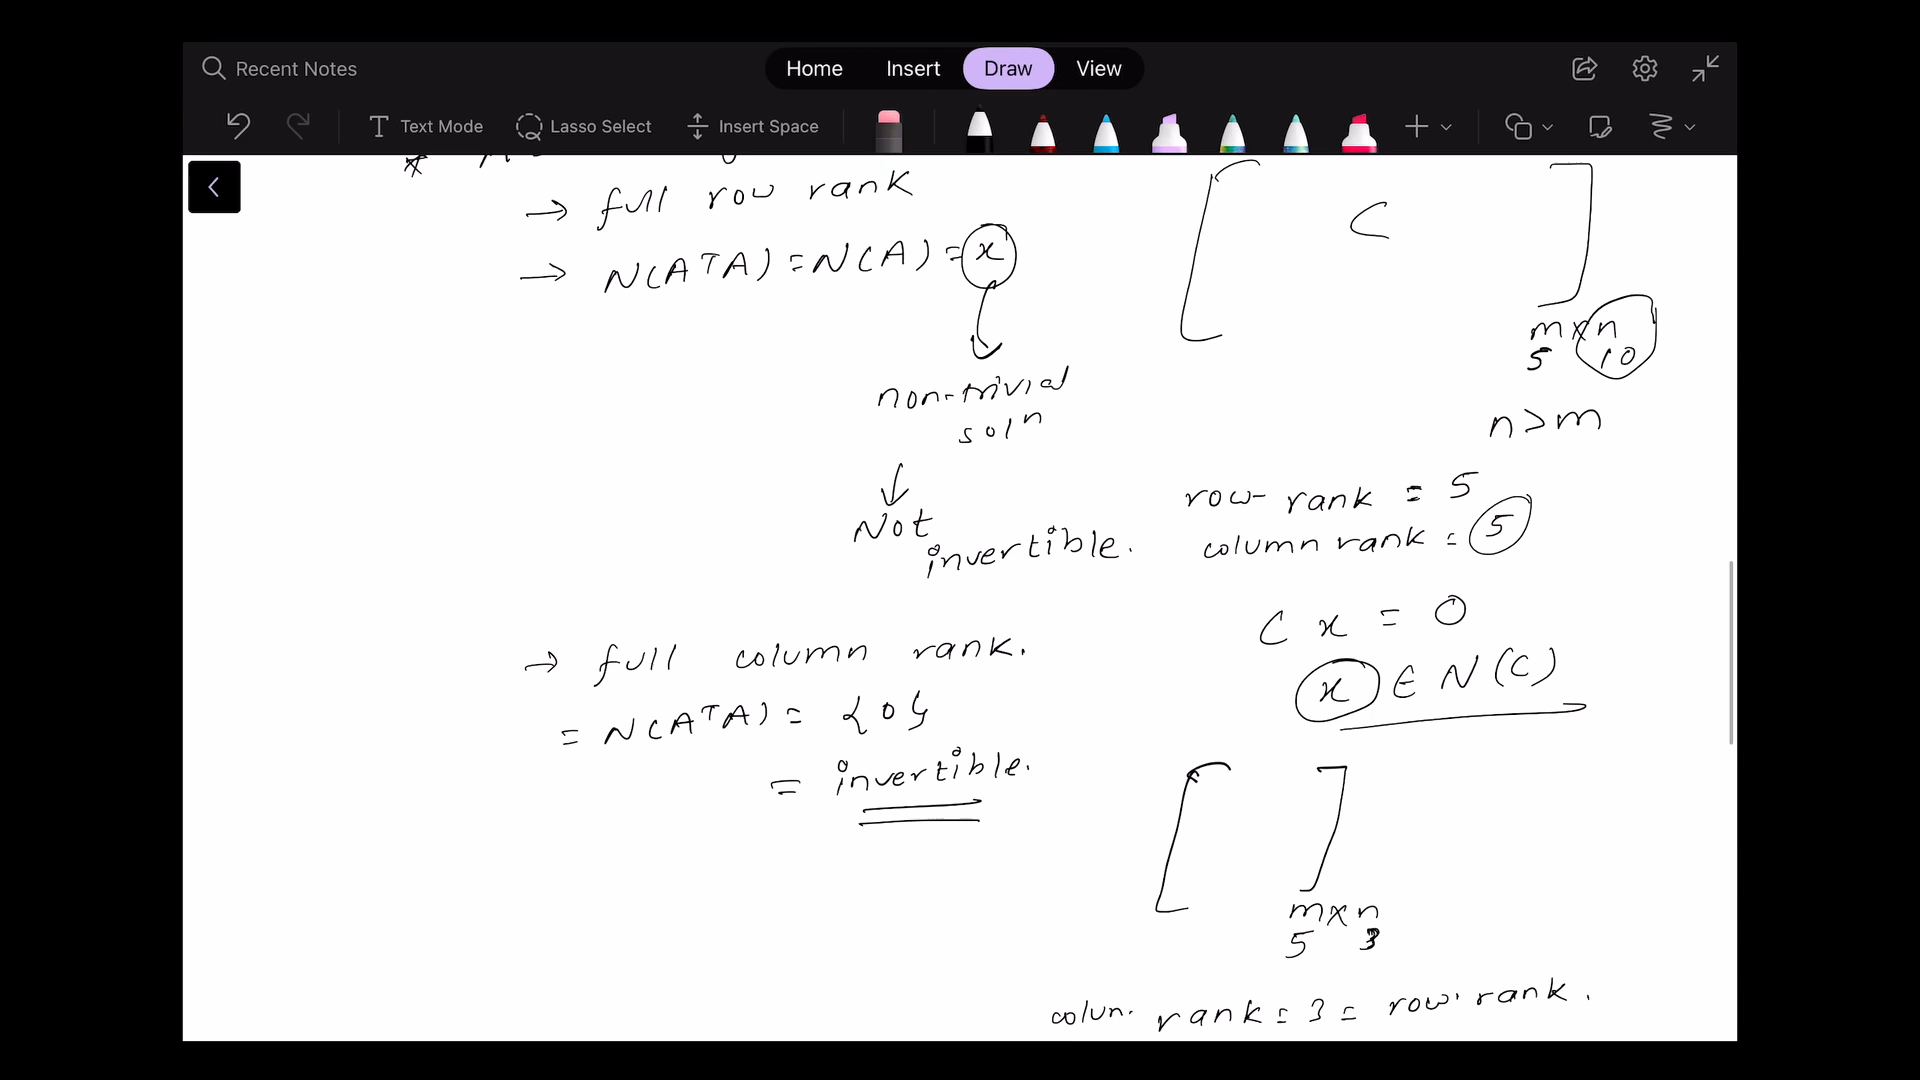 Recent Notes
Home Insert Draw View
Text Mode Lasso Select Insert Space
→ full row rank
→ N(ATA) = N(A) = x
non-trivial
soln
↓
Not
invertible.
→ full column rank.
= N(ATA) = {0}
= invertible.
C
m x n
5 10
n > m
row-rank = 5
column rank = 5
C x = 0
x ∈ N(C)
m x n
5 3
colun. rank = 3 = row. rank.